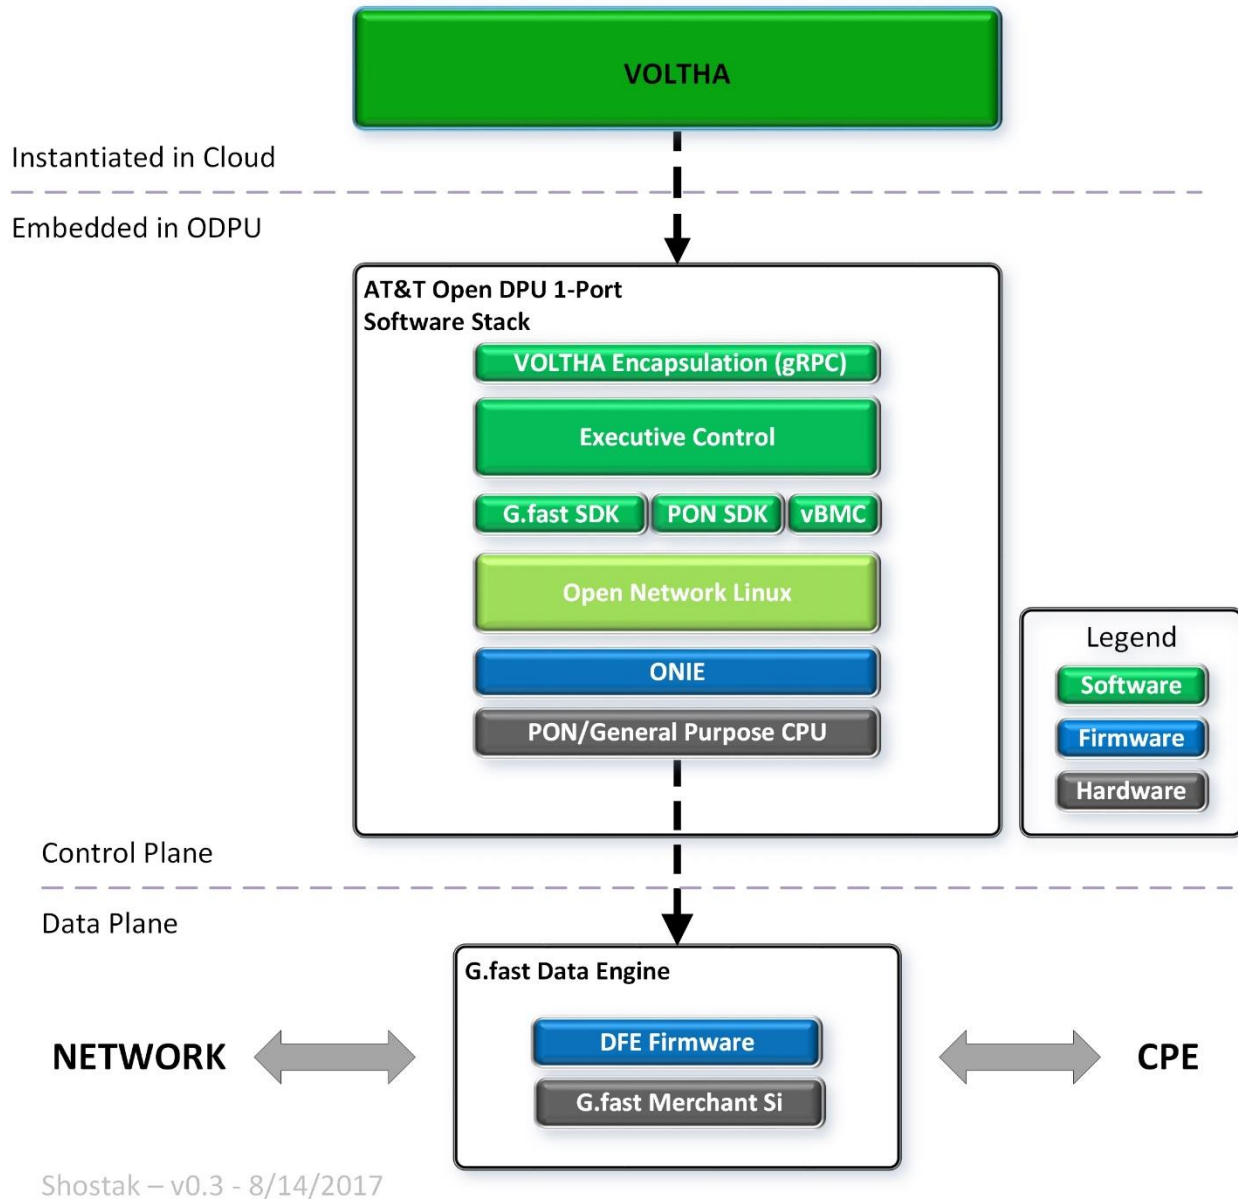 VOLTHA
Instantiated in Cloud
Embedded in ODPU
AT&T Open DPU 1-Port
Software Stack
VOLTHA Encapsulation (gRPC)
Executive Control
G.fast SDK
PON SDK
vBMC
Open Network Linux
ONIE
PON/General Purpose CPU
Legend
Software
Firmware
Hardware
Control Plane
Data Plane
G.fast Data Engine
DFE Firmware
G.fast Merchant Si
NETWORK
CPE
Shostak – v0.3 - 8/14/2017